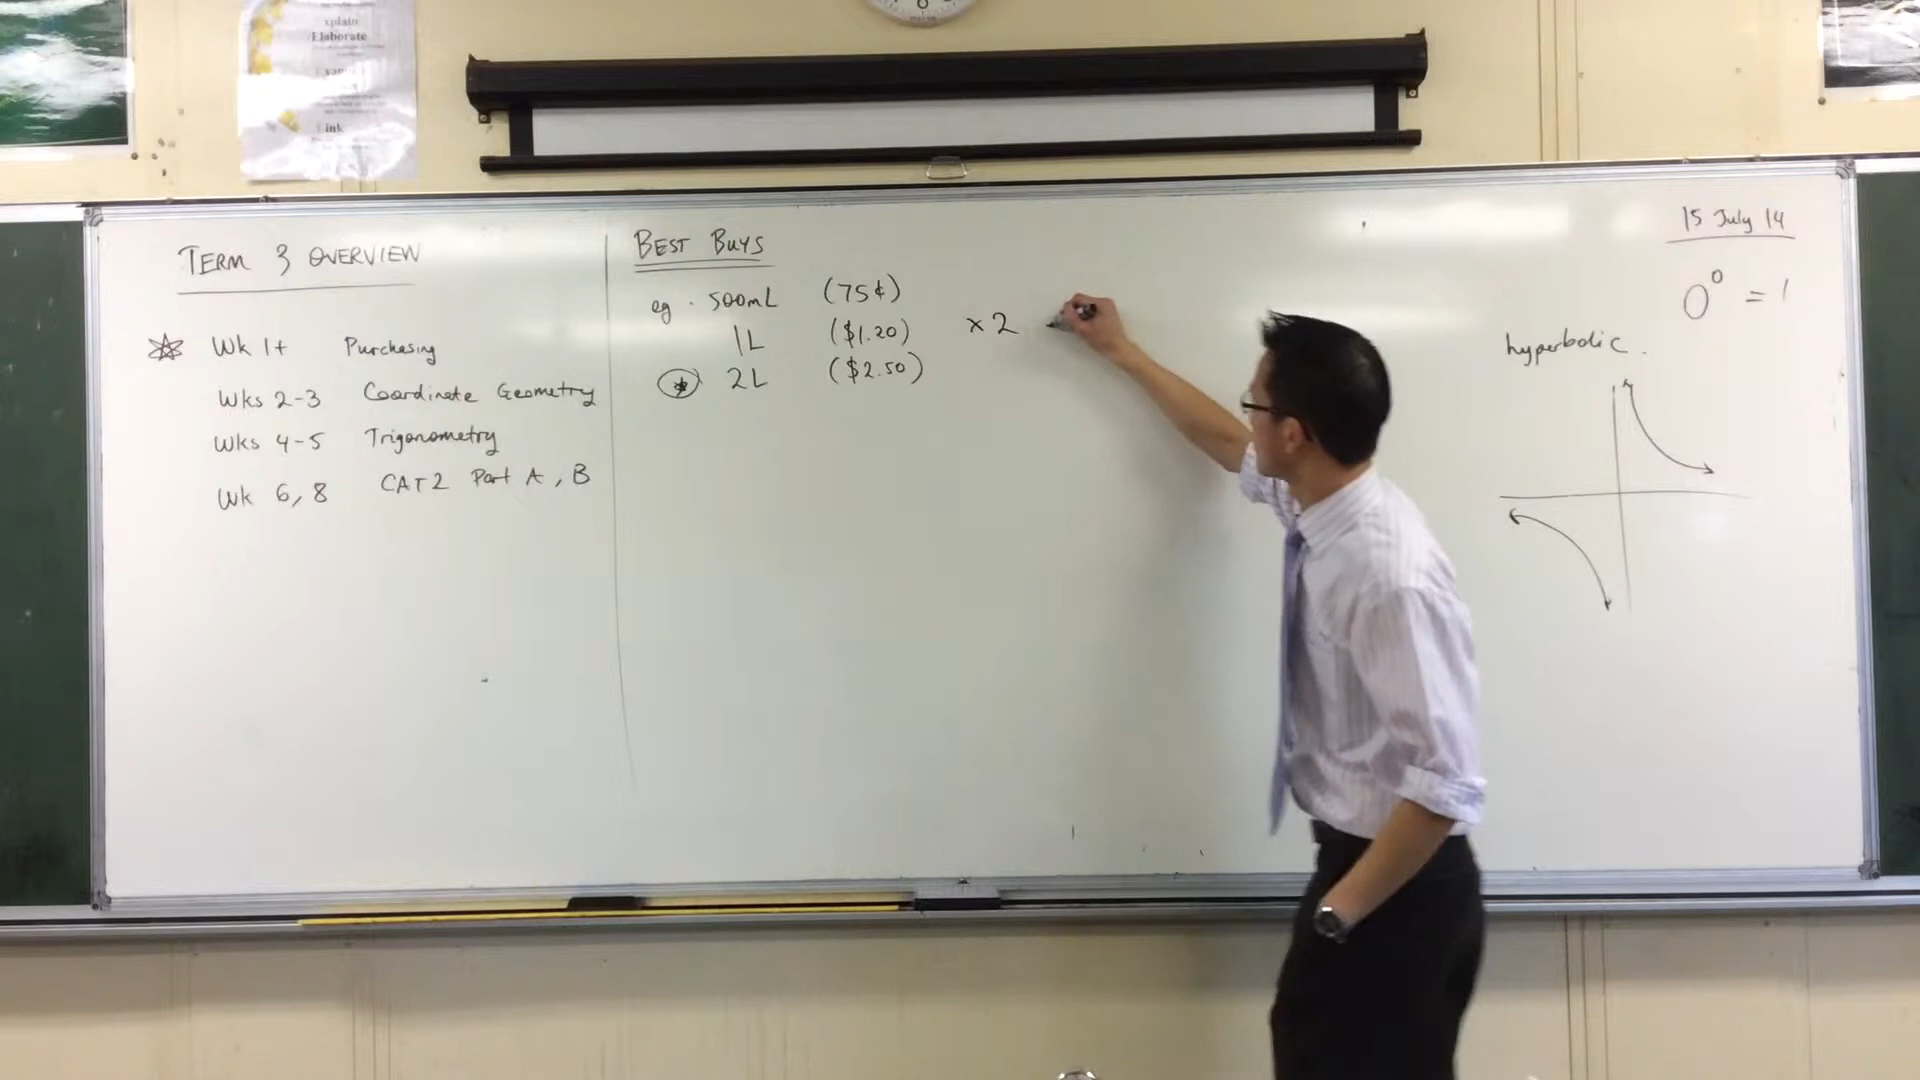 xplain
Elaborate
TERM 3 OVERVIEW
Wk 1+ Purchasing
Wks 2-3 Coordinate Geometry
Wks 4-5 Trigonometry
Wk 6, 8 CAT2 Part A, B
BEST BUYS
eg. 500mL (75¢)
1L ($1.20) × 2
2L ($2.50)
15 July 14
0⁰ = 1
hyperbolic.